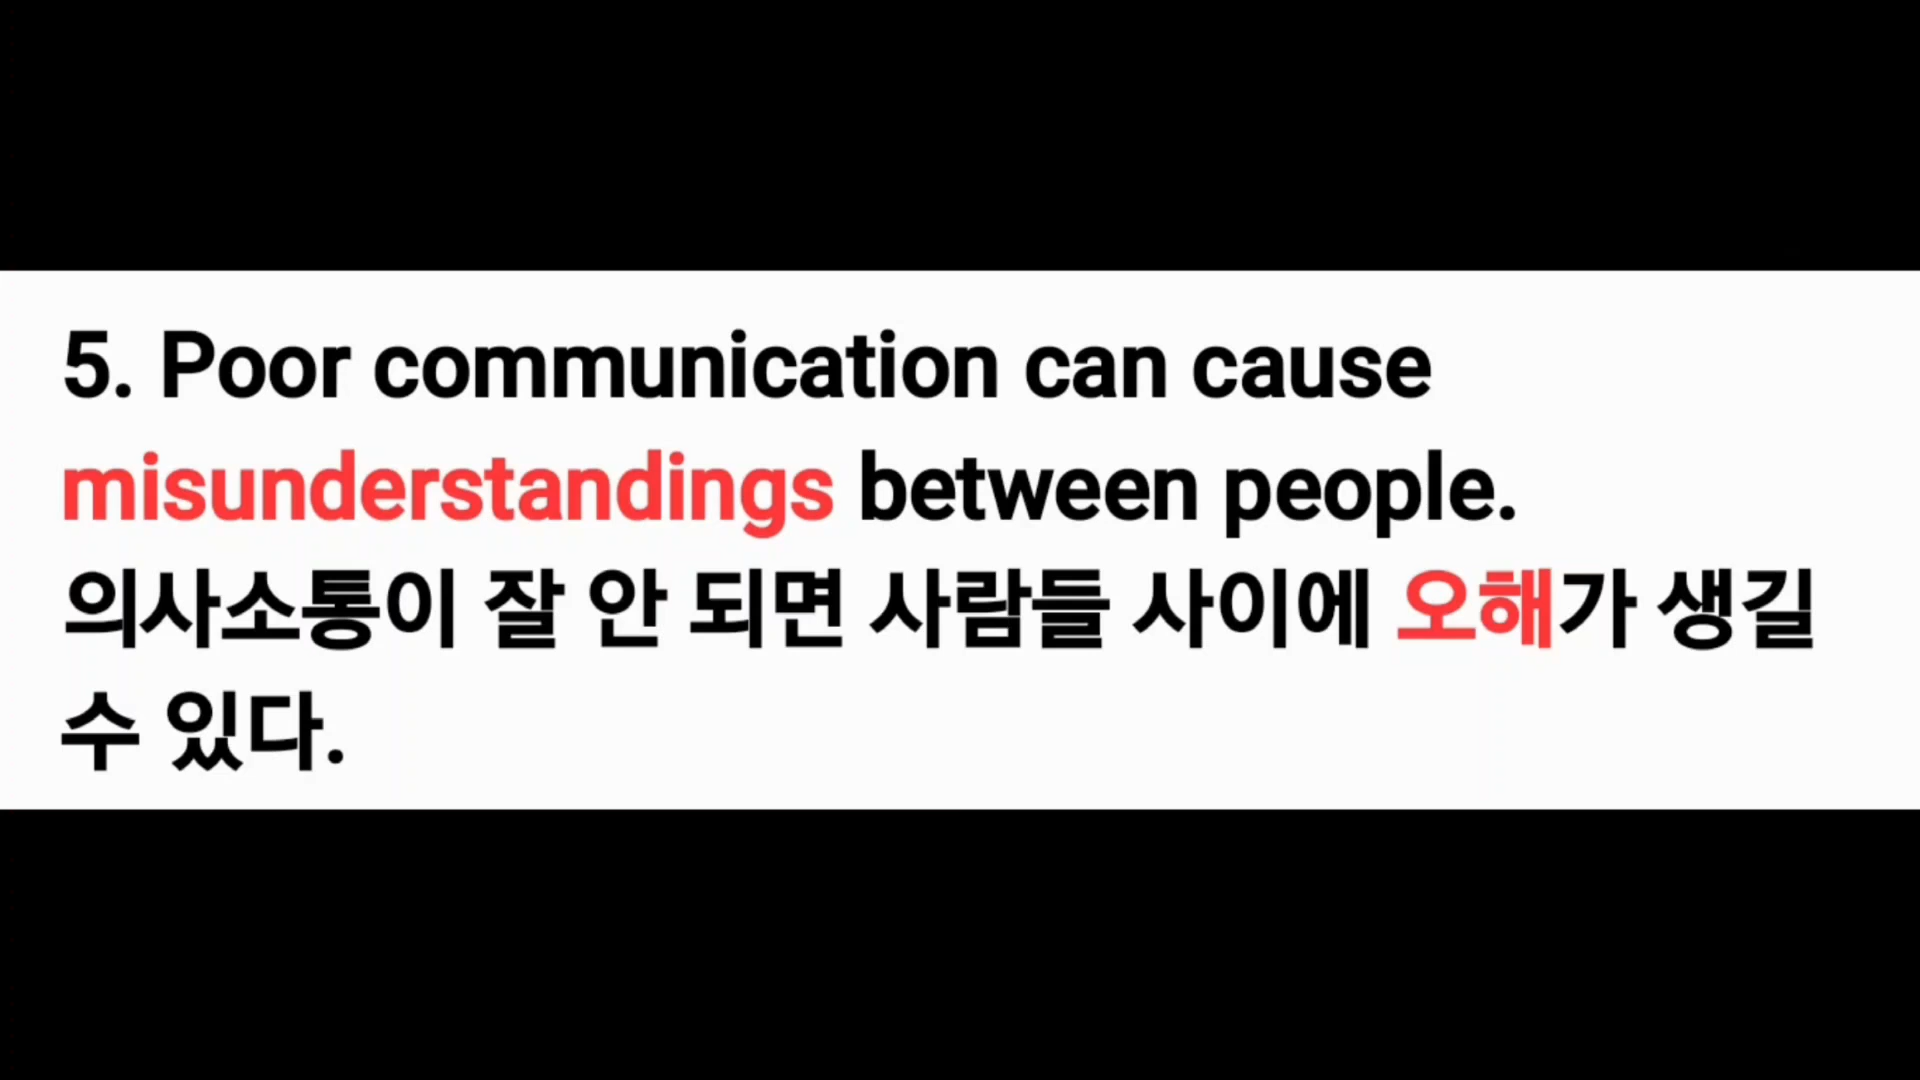 5. Poor communication can cause
misunderstandings between people.
의사소통이 잘 안 되면 사람들 사이에 오해가 생길
수 있다.